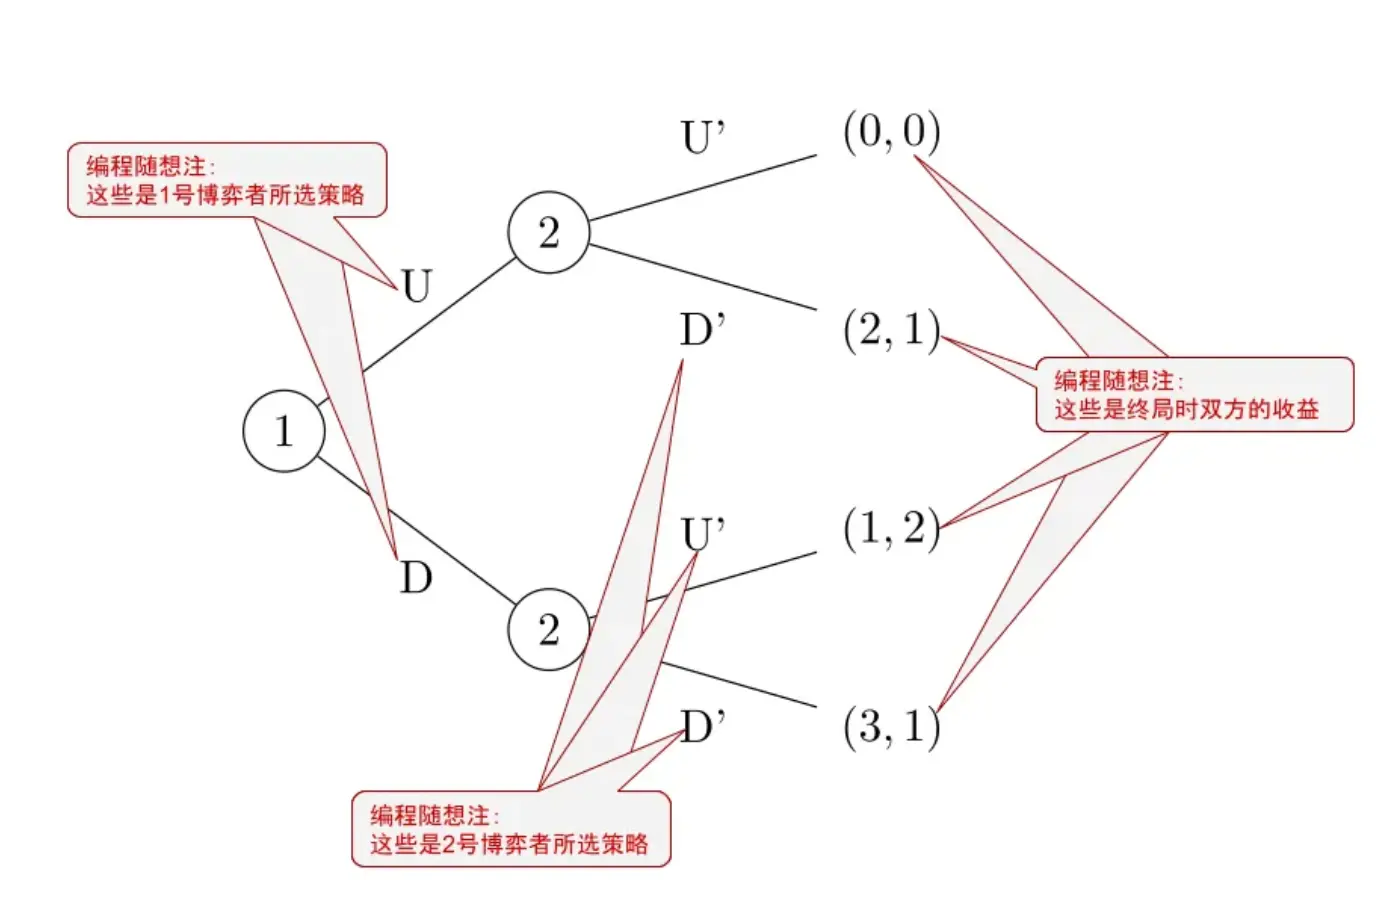 U’
(0, 0)
编程随想注：
这些是1号博弈者所选策略
2
U
D’
(2, 1)
编程随想注：
这些是终局时双方的收益
1
U’
(1, 2)
D
2
D’
(3, 1)
编程随想注：
这些是2号博弈者所选策略